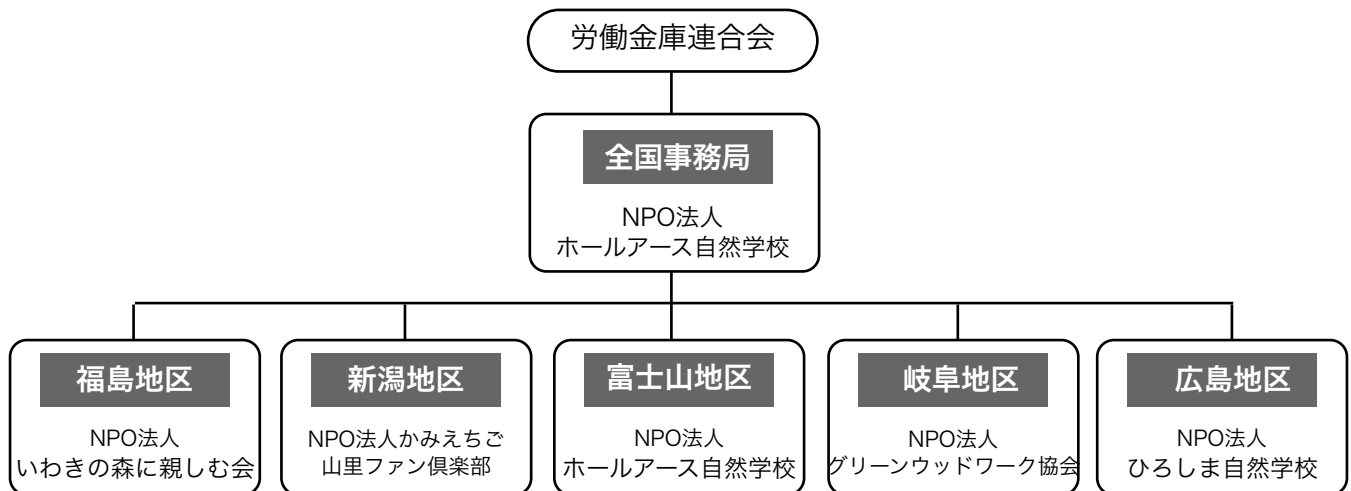 労働金庫連合会
全国事務局
NPO法人
ホールアース自然学校
福島地区
NPO法人
いわきの森に親しむ会
新潟地区
NPO法人かみえちご
山里ファン倶楽部
富士山地区
NPO法人
ホールアース自然学校
岐阜地区
NPO法人
グリーンウッドワーク協会
広島地区
NPO法人
ひろしま自然学校